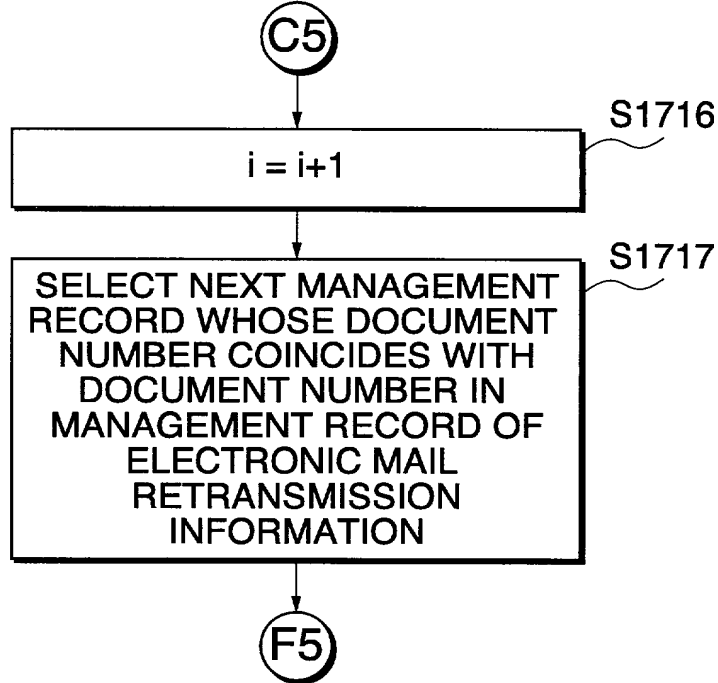 C5
S1716
i = i+1
S1717
SELECT NEXT MANAGEMENT
RECORD WHOSE DOCUMENT
NUMBER COINCIDES WITH
DOCUMENT NUMBER IN
MANAGEMENT RECORD OF
ELECTRONIC MAIL
RETRANSMISSION
INFORMATION
F5